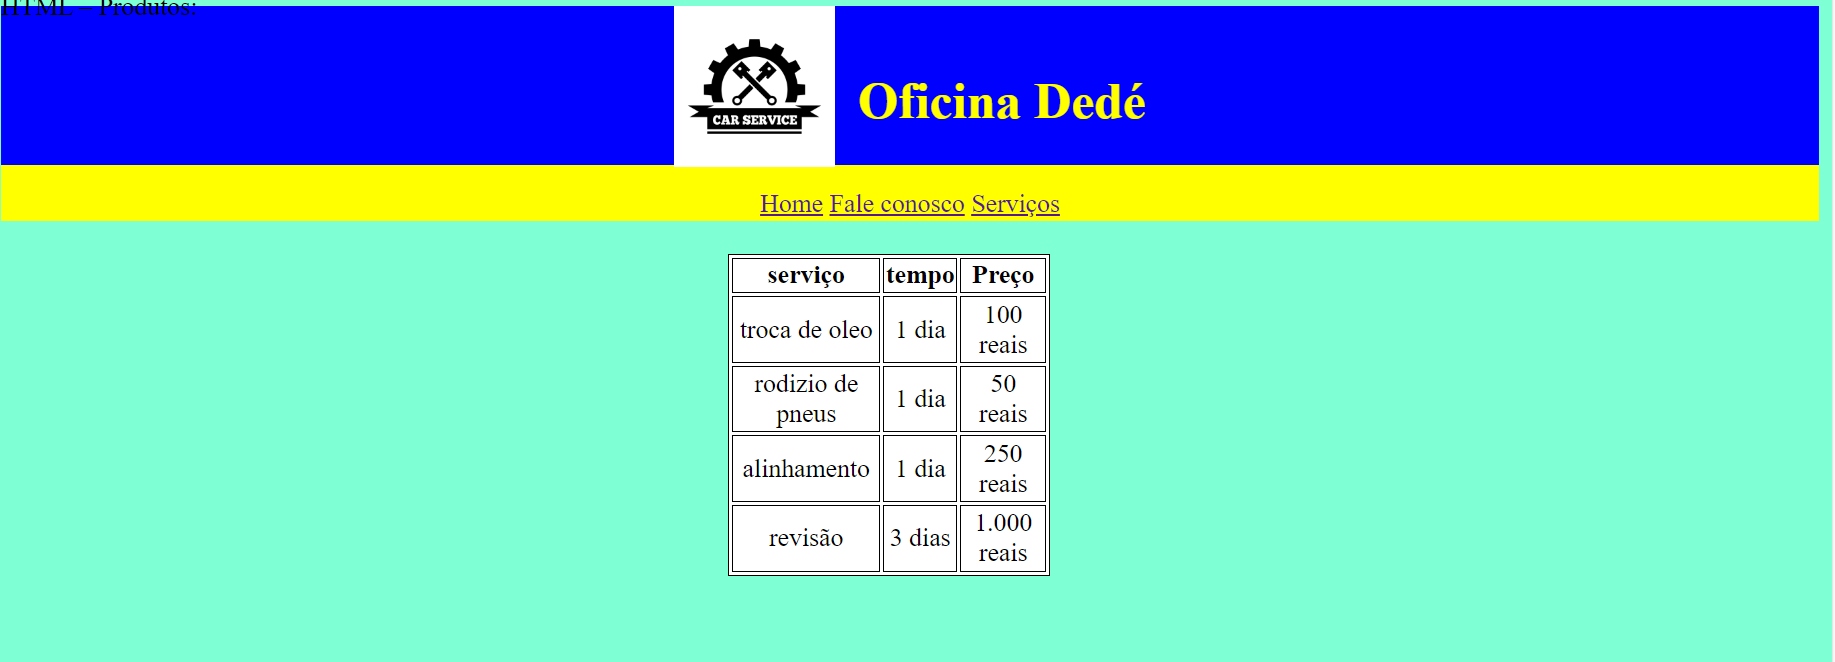 HTML – Produtos:
CAR SERVICE
Oficina Dedé
Home Fale conosco Serviços
serviço tempo Preço
troca de oleo 1 dia 100
reais
rodizio de
pneus 1 dia 50
reais
alinhamento 1 dia 250
reais
revisão 3 dias 1.000
reais